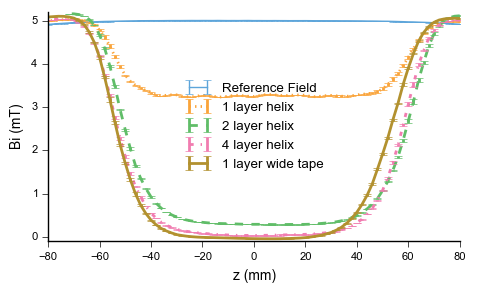 5
4
3
2
1
0
Bi (mT)
Reference Field
1 layer helix
2 layer helix
4 layer helix
1 layer wide tape
−80 −60 −40 −20 0 20 40 60 80
z (mm)